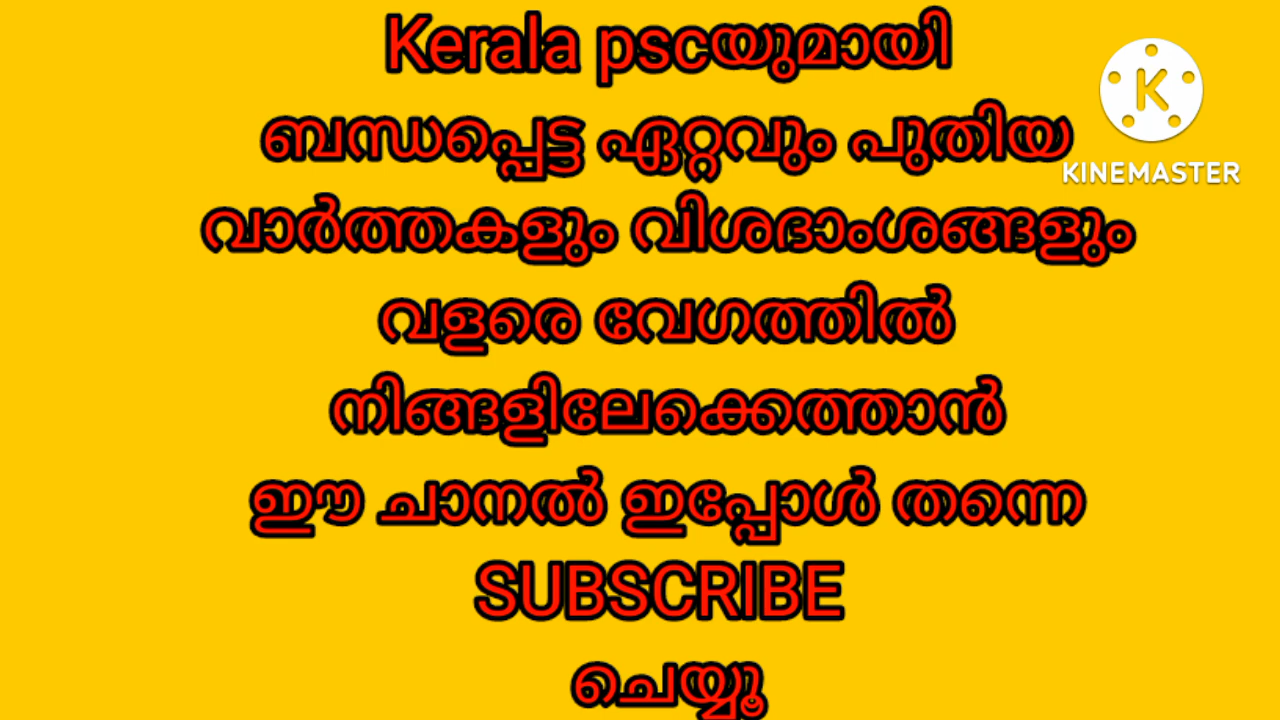 Kerala pscയുമായി
ബന്ധപ്പെട്ട ഏറ്റവും പുതിയ
വാർത്തകളും വിശദാംശങ്ങളും
വളരെ വേഗത്തിൽ
നിങ്ങളിലേക്കെത്താൻ
ഈ ചാനൽ ഇപ്പോൾ തന്നെ
SUBSCRIBE
ചെയ്യൂ
K
KINEMASTER